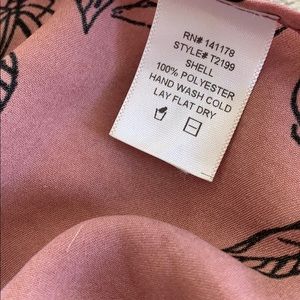 RN# 141178
STYLE# T2199
SHELL
100% POLYESTER
HAND WASH COLD
LAY FLAT DRY